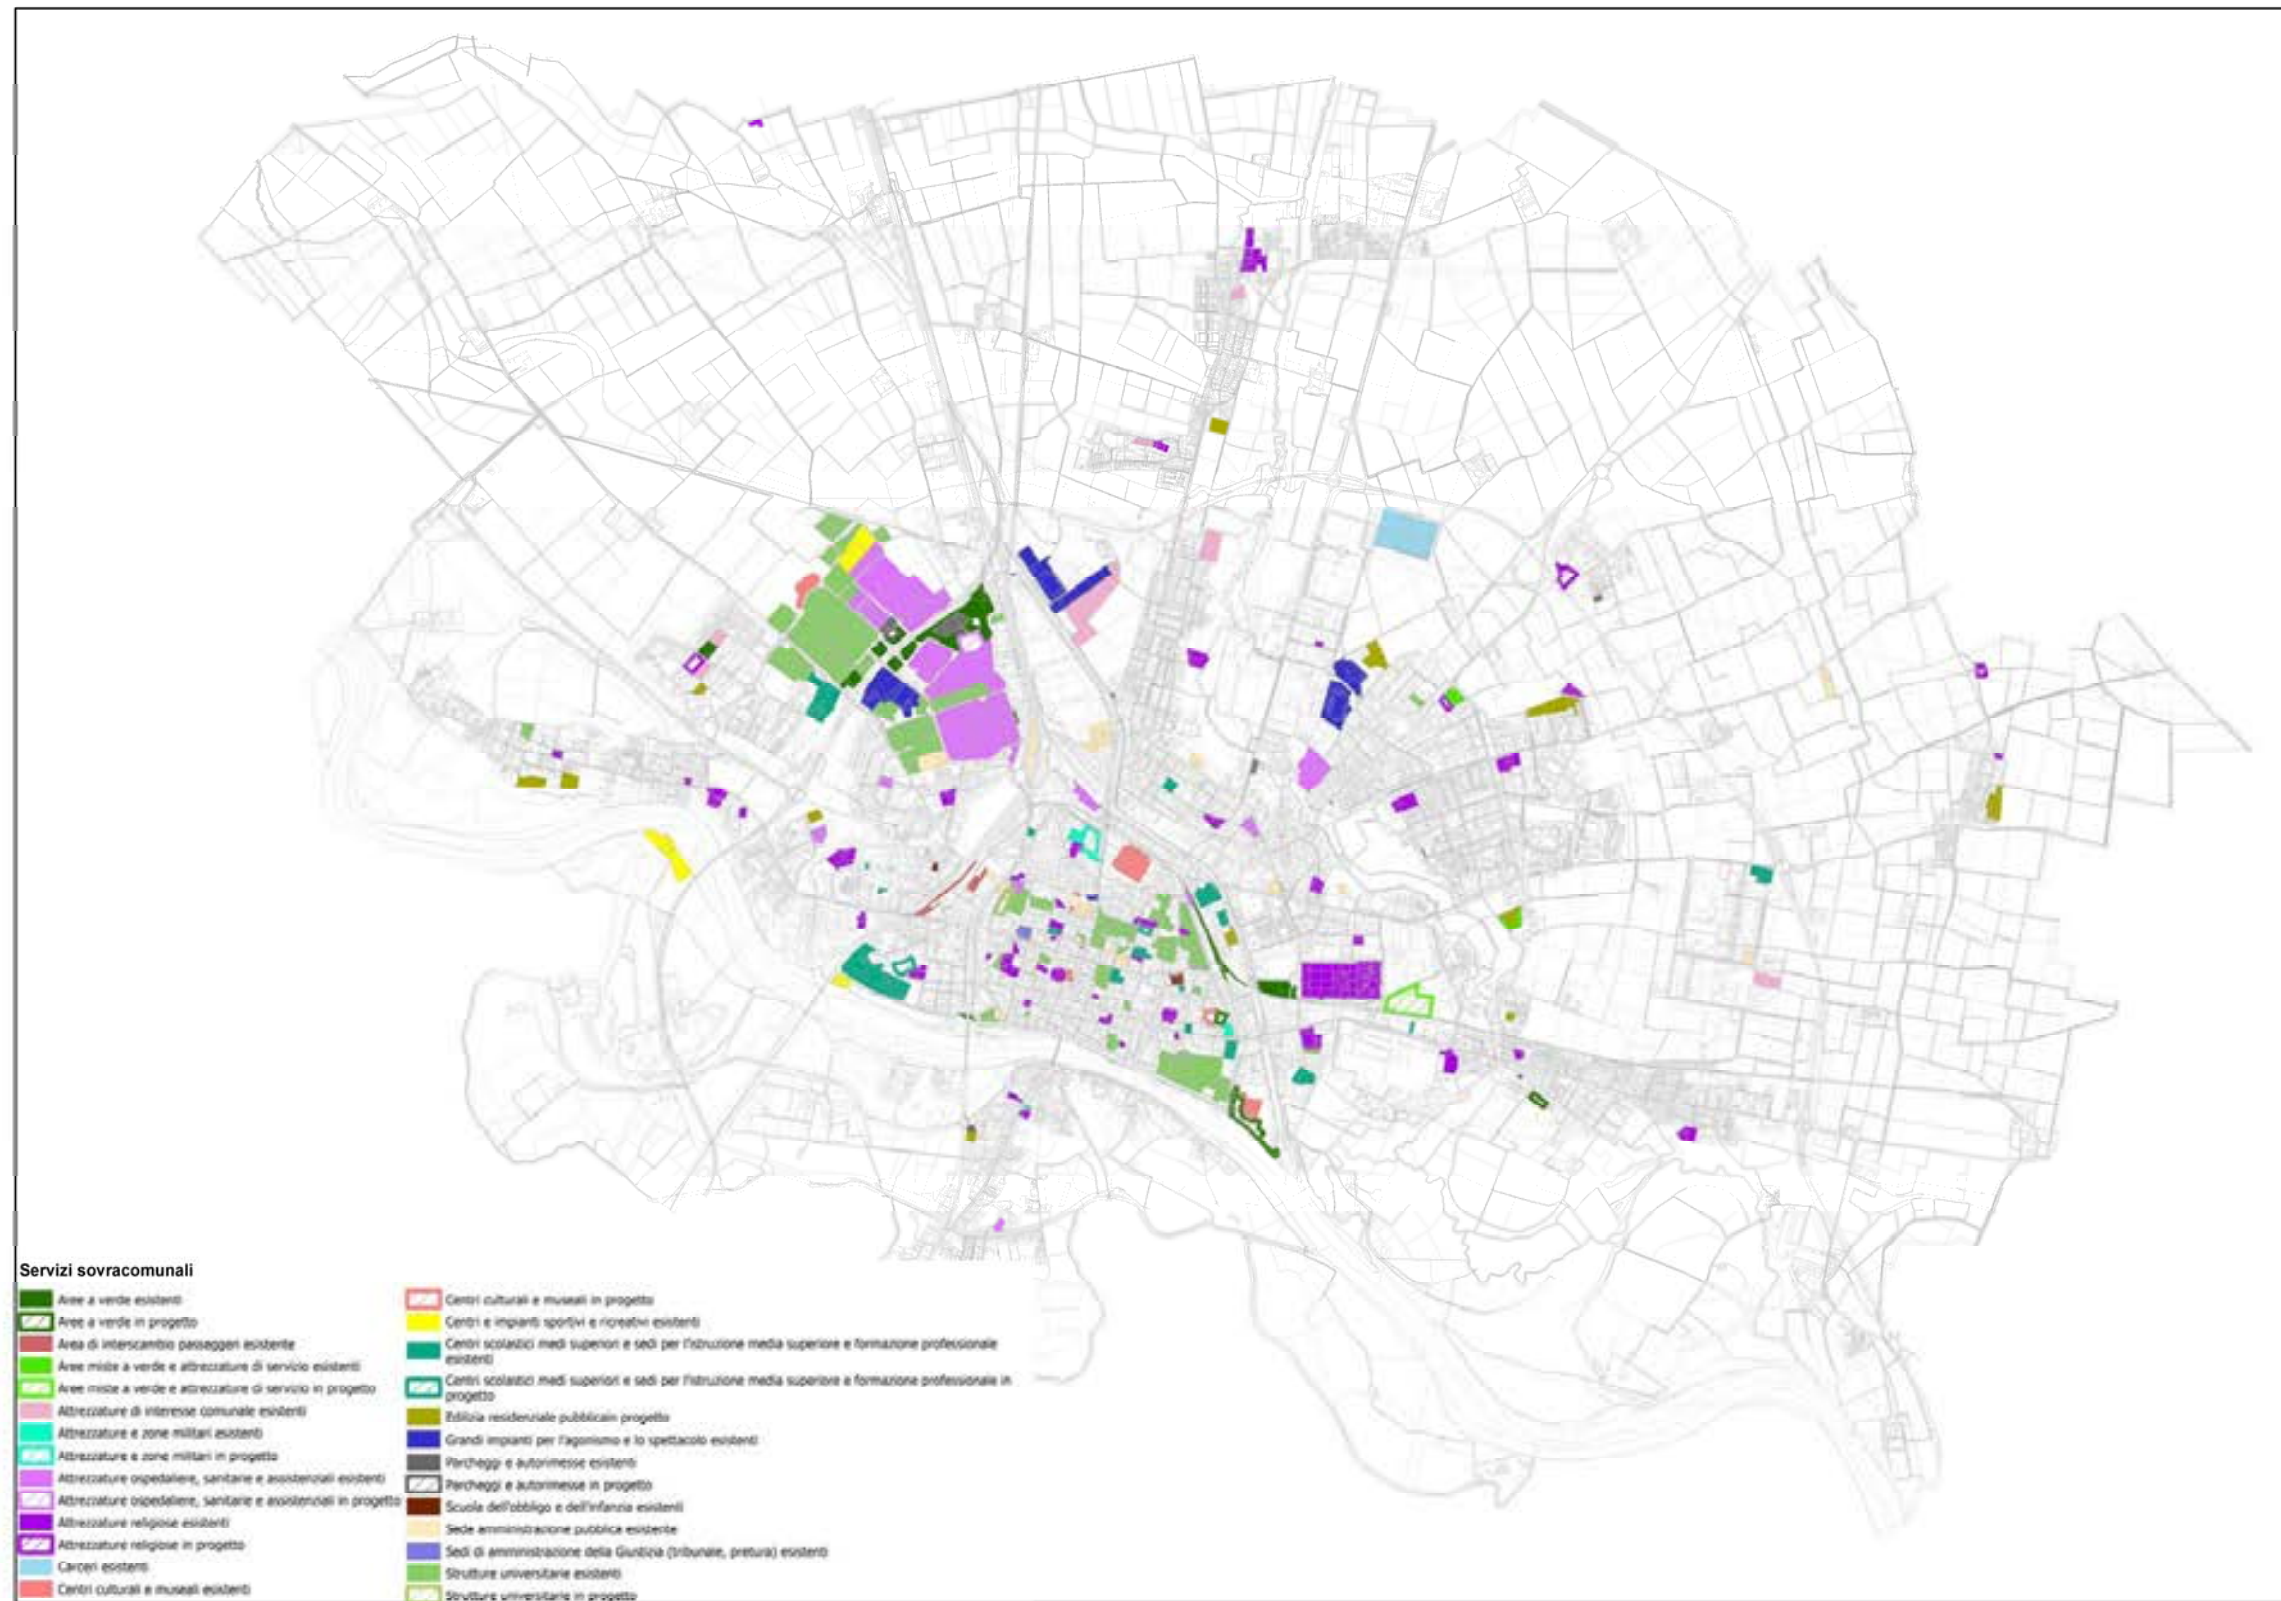 Servizi sovracomunali
Aree a verde esistenti
Aree a verde in progetto
Area di interscambio passeggeri esistente
Aree miste a verde e attrezzature di servizio esistenti
Aree miste a verde e attrezzature di servizio in progetto
Attrezzature di interesse comunale esistenti
Attrezzature e zone militari esistenti
Attrezzature e zone militari in progetto
Attrezzature ospedaliere, sanitarie e assistenziali esistenti
Attrezzature ospedaliere, sanitarie e assistenziali in progetto
Attrezzature religiose esistenti
Attrezzature religiose in progetto
Carceri esistenti
Centri culturali e museali esistenti
Centri culturali e museali in progetto
Centri e impianti sportivi e ricreativi esistenti
Centri scolastici medi superiori e sedi per l'istruzione media superiore e formazione professionale
esistenti
Centri scolastici medi superiori e sedi per l'istruzione media superiore e formazione professionale in
progetto
Edilizia residenziale pubblicain progetto
Grandi impianti per l'agonismo e lo spettacolo esistenti
Parcheggi e autorimesse esistenti
Parcheggi e autorimesse in progetto
Scuola dell'obbligo e dell'infanzia esistenti
Sede amministrazione pubblica esistente
Sedi di amministrazione della Giustizia (tribunale, pretura) esistenti
Strutture universitarie esistenti
Strutture universitarie in progetto